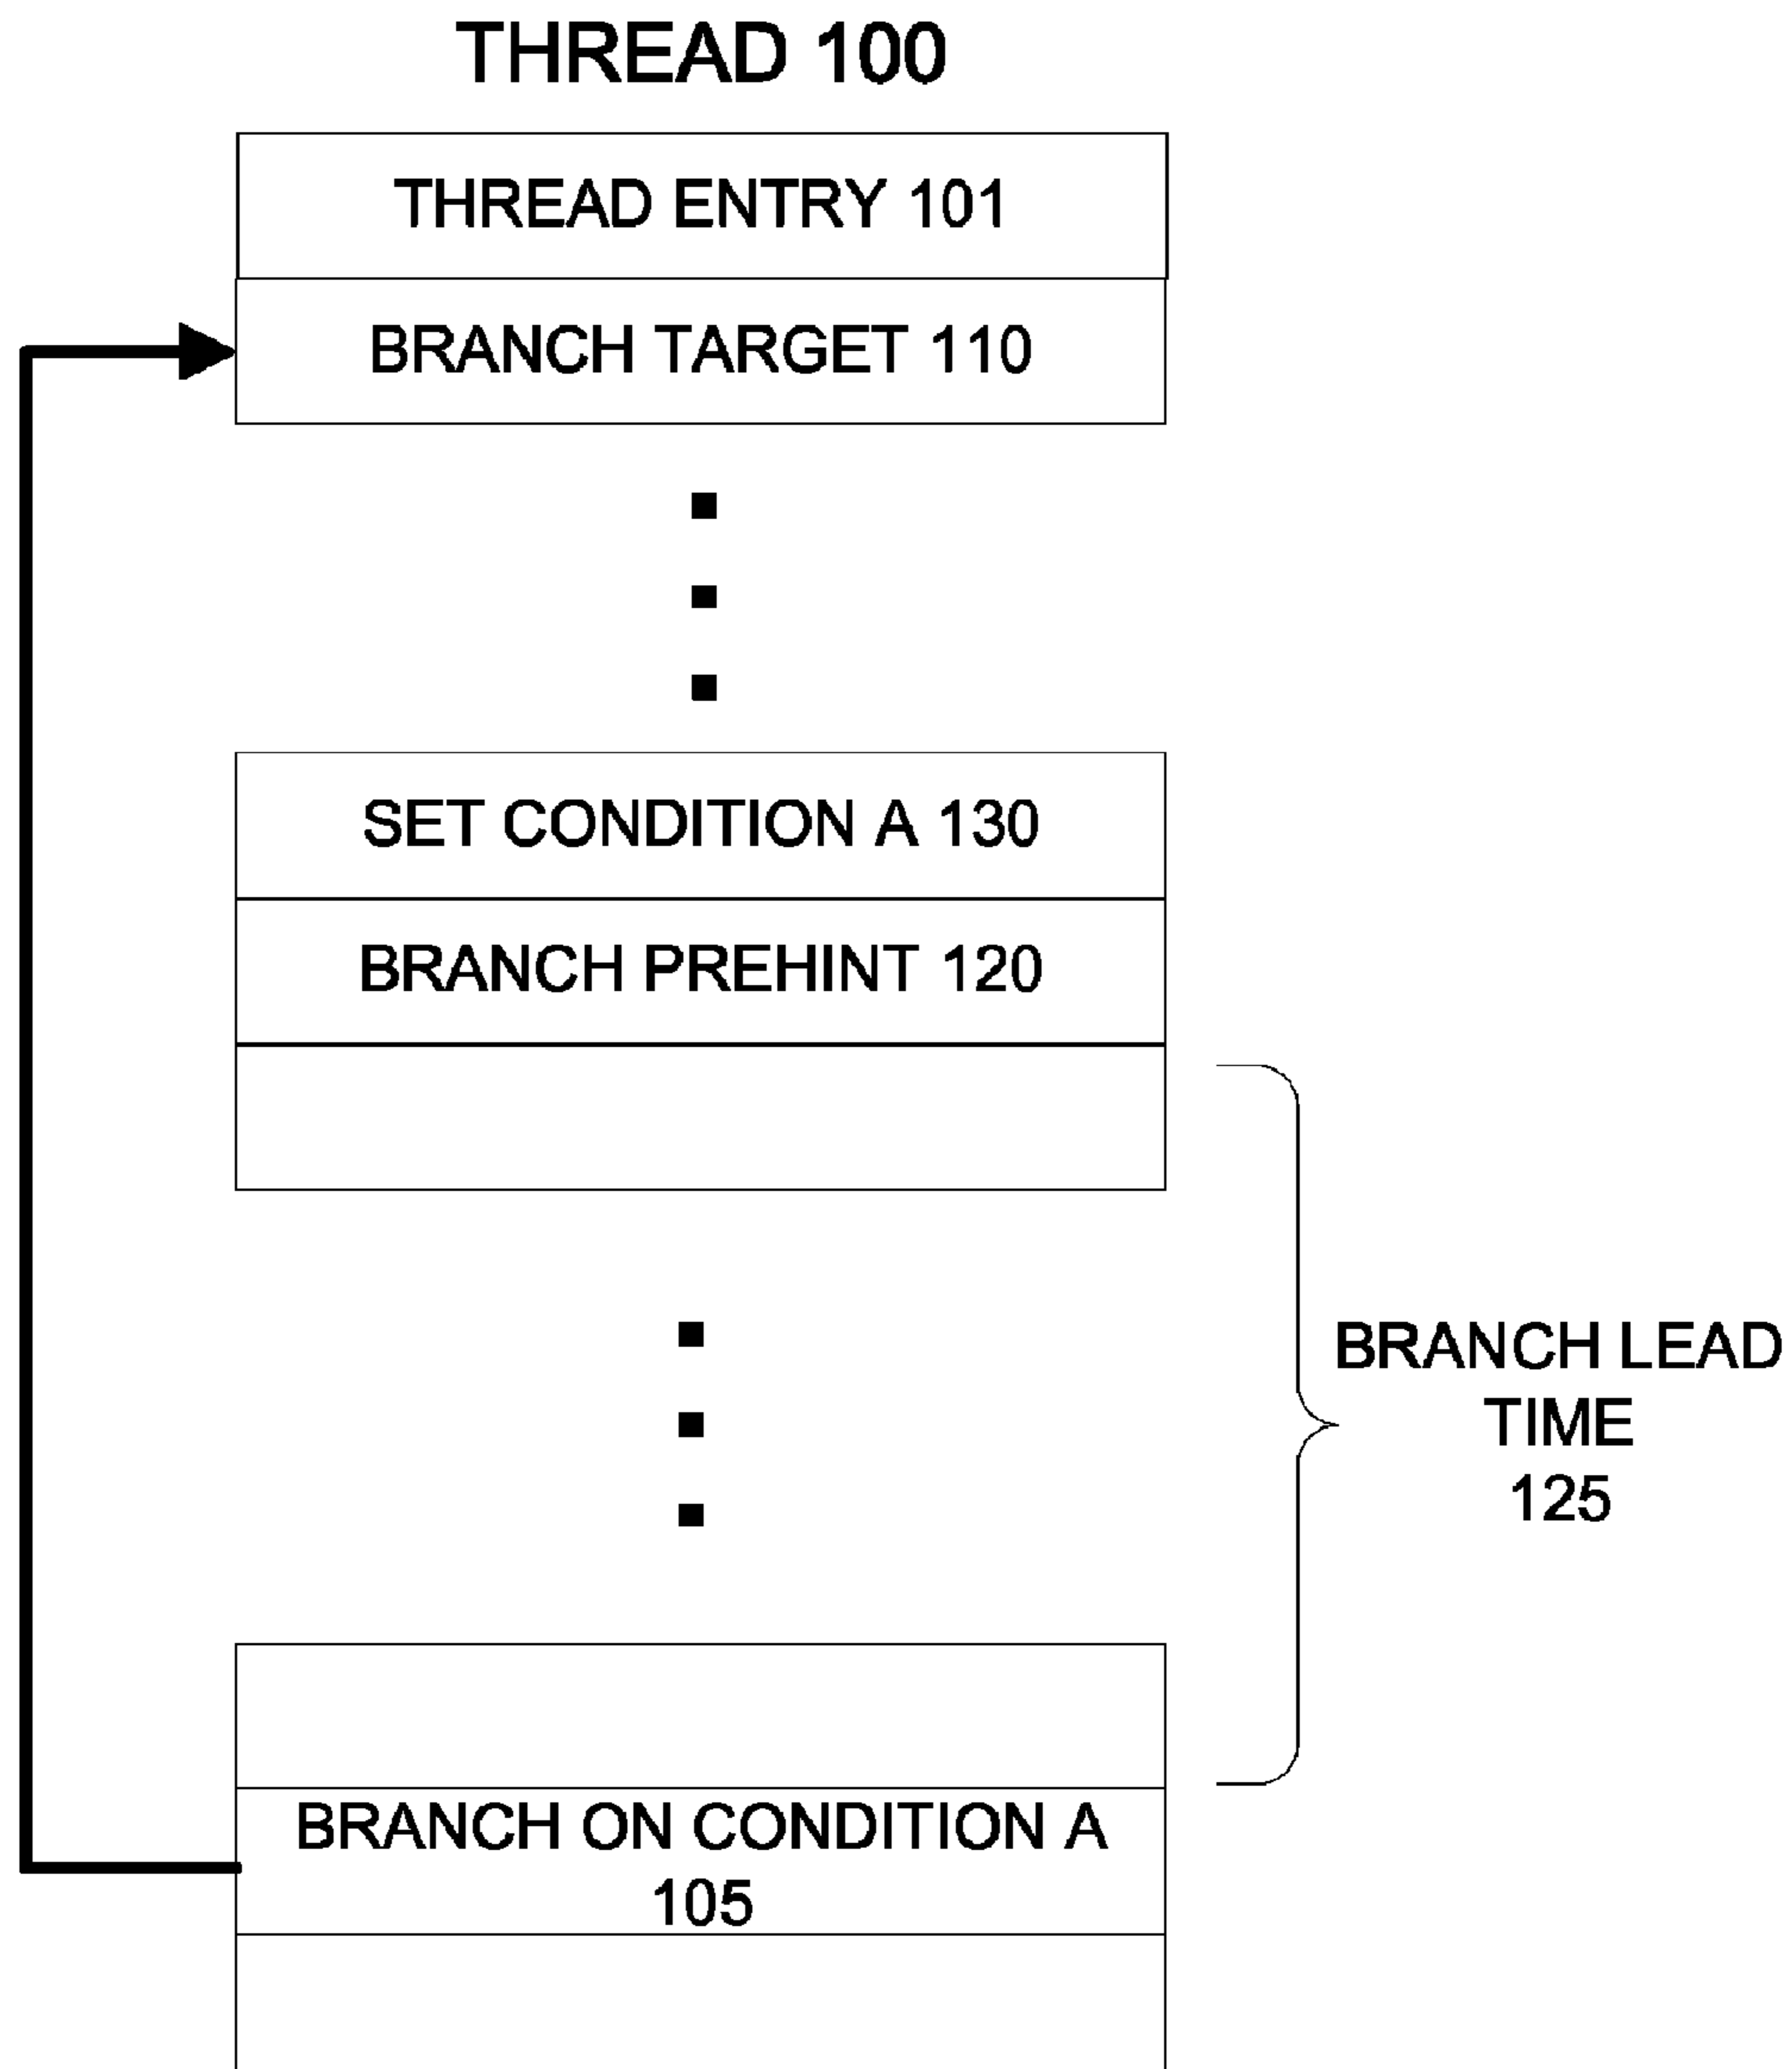 THREAD 100
THREAD ENTRY 101
BRANCH TARGET 110
SET CONDITION A 130
BRANCH PREHINT 120
BRANCH LEAD
TIME
125
BRANCH ON CONDITION A
105